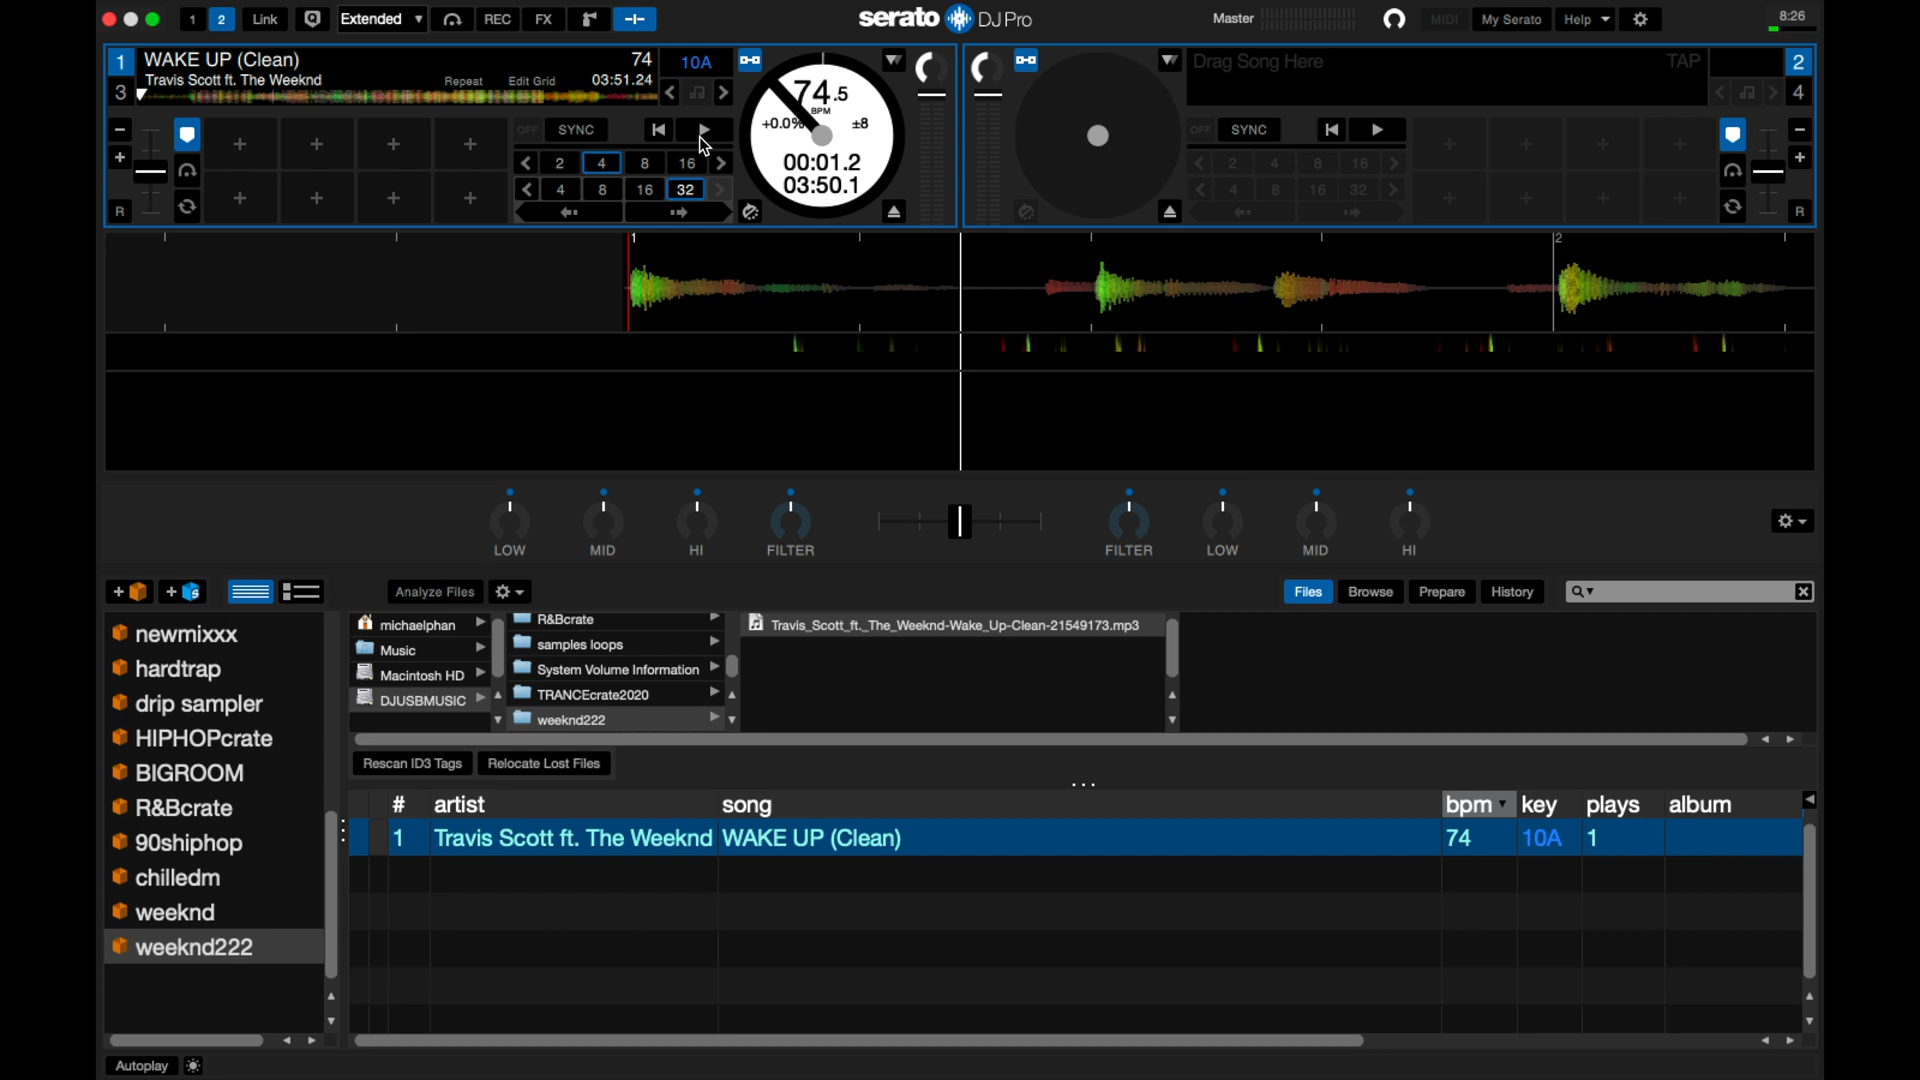 1 2 Link Extended REC FX serato DJ Pro Master MIDI My Serato Help 8:26
1 WAKE UP (Clean) 74 10A Drag Song Here TAP 2
Travis Scott ft. The Weeknd Repeat Edit Grid 03:51.24
3 4
74.5
BPM
+0.0% ±8
00:01.2
03:50.1
OFF SYNC OFF SYNC
2 4 8 16 2 4 8 16
4 8 16 32 4 8 16 32
R R
1 2
LOW MID HI FILTER FILTER LOW MID HI
Analyze Files Files Browse Prepare History
newmixxx
hardtrap
drip sampler
HIPHOPcrate
BIGROOM
R&Bcrate
90shiphop
chilledm
weeknd
weeknd222
michaelphan
Music
Macintosh HD
DJUSBMUSIC
R&Bcrate
samples loops
System Volume Information
TRANCEcrate2020
weeknd222
Travis_Scott_ft._The_Weeknd-Wake_Up-Clean-21549173.mp3
Rescan ID3 Tags Relocate Lost Files
# artist song bpm key plays album
1 Travis Scott ft. The Weeknd WAKE UP (Clean) 74 10A 1
Autoplay